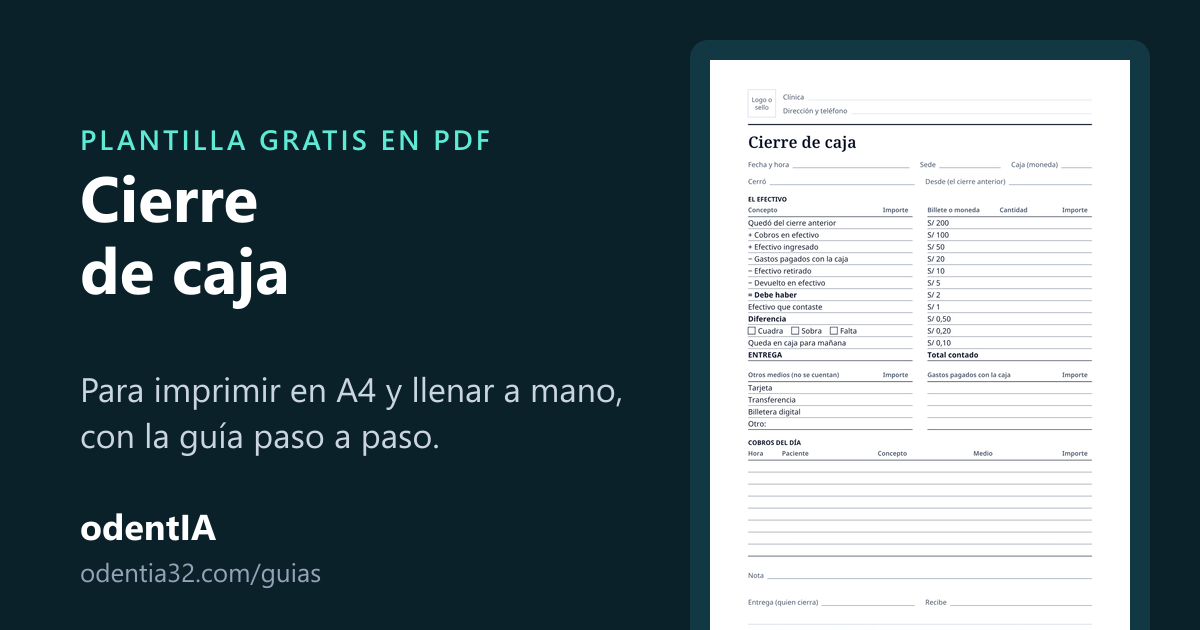 PLANTILLA GRATIS EN PDF
Cierre
de caja
Para imprimir en A4 y llenar a mano,
con la guía paso a paso.
odentIA
odentia32.com/guias
Logo o
sello
Clínica
Dirección y teléfono
Cierre de caja
Fecha y hora Sede Caja (moneda)
Cerró Desde (el cierre anterior)
EL EFECTIVO
Concepto Importe Billete o moneda Cantidad Importe
Quedó del cierre anterior S/ 200
+ Cobros en efectivo S/ 100
+ Efectivo ingresado S/ 50
− Gastos pagados con la caja S/ 20
− Efectivo retirado S/ 10
− Devuelto en efectivo S/ 5
= Debe haber S/ 2
Efectivo que contaste S/ 1
Diferencia S/ 0,50
Cuadra Sobra Falta S/ 0,20
Queda en caja para mañana S/ 0,10
ENTREGA Total contado
Otros medios (no se cuentan) Importe Gastos pagados con la caja Importe
Tarjeta
Transferencia
Billetera digital
Otro:
COBROS DEL DÍA
Hora Paciente Concepto Medio Importe
Nota
Entrega (quien cierra) Recibe